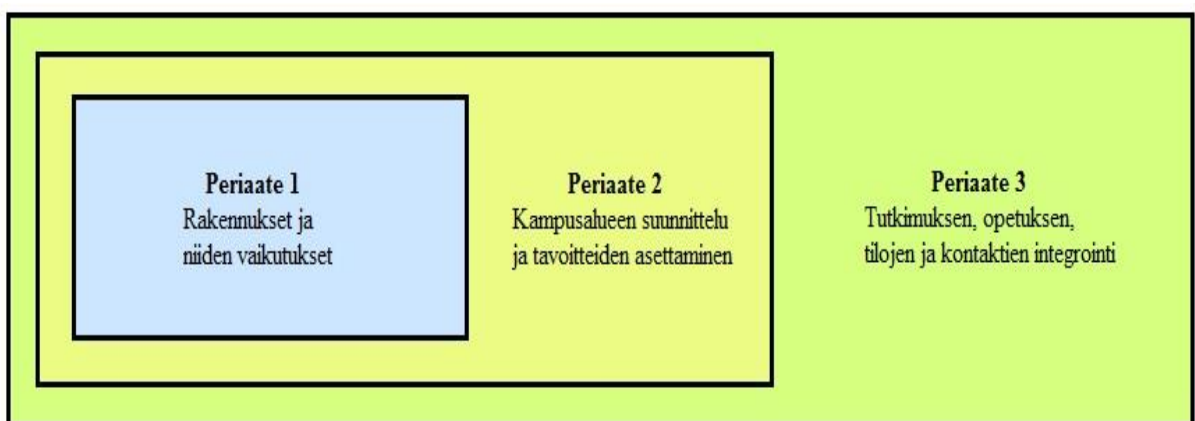 Periaate 1
Rakennukset ja
niiden vaikutukset
Periaate 2
Kampusalueen suunnittelu
ja tavoitteiden asettaminen
Periaate 3
Tutkimuksen, opetuksen,
tilojen ja kontaktien integrointi